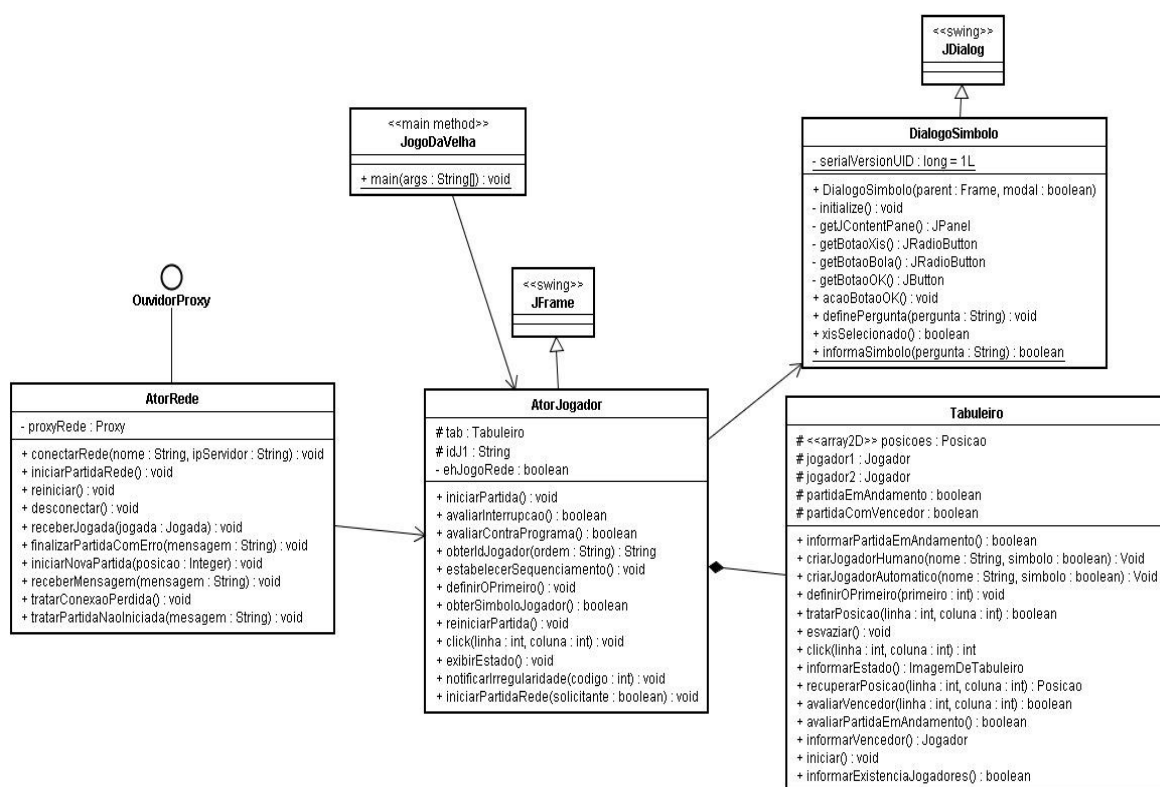 <<swing>>
JDialog
<<main method>>
JogoDaVelha
+ main(args : String[]) : void
DialogoSimbolo
- serialVersionUID : long = 1L
+ DialogoSimbolo(parent : Frame, modal : boolean)
- initialize() : void
- getJContentPane() : JPanel
- getBotaoXis() : JRadioButton
- getBotaoBola() : JRadioButton
- getBotaoOK() : JButton
+ acaoBotaoOK() : void
+ definePergunta(pergunta : String) : void
+ xisSelecionado() : boolean
+ informaSimbolo(pergunta : String) : boolean
OuvidorProxy
<<swing>>
JFrame
AtorRede
- proxyRede : Proxy
+ conectarRede(nome : String, ipServidor : String) : void
+ iniciarPartidaRede() : void
+ reiniciar() : void
+ desconectar() : void
+ receberJogada(jogada : Jogada) : void
+ finalizarPartidaComErro(mensagem : String) : void
+ iniciarNovaPartida(posicao : Integer) : void
+ receberMensagem(mensagem : String) : void
+ tratarConexaoPerdida() : void
+ tratarPartidaNaoIniciada(mesagem : String) : void
AtorJogador
# tab : Tabuleiro
# idJ1 : String
- ehJogoRede : boolean
+ iniciarPartida() : void
+ avaliarInterrupcao() : boolean
+ avaliarContraPrograma() : boolean
+ obterIdJogador(ordem : String) : String
+ estabelecerSequenciamento() : void
+ definirOPrimeiro() : void
+ obterSimboloJogador() : boolean
+ reiniciarPartida() : void
+ click(linha : int, coluna : int) : void
+ exibirEstado() : void
+ notificarIrregularidade(codigo : int) : void
+ iniciarPartidaRede(solicitante : boolean) : void
Tabuleiro
# <<array2D>> posicoes : Posicao
# jogador1 : Jogador
# jogador2 : Jogador
# partidaEmAndamento : boolean
# partidaComVencedor : boolean
+ informarPartidaEmAndamento() : boolean
+ criarJogadorHumano(nome : String, simbolo : boolean) : Void
+ criarJogadorAutomatico(nome : String, simbolo : boolean) : Void
+ definirOPrimeiro(primeiro : int) : void
+ tratarPosicao(linha : int, coluna : int) : boolean
+ esvaziar() : void
+ click(linha : int, coluna : int) : int
+ informarEstado() : ImagemDeTabuleiro
+ recuperarPosicao(linha : int, coluna : int) : Posicao
+ avaliarVencedor(linha : int, coluna : int) : boolean
+ avaliarPartidaEmAndamento() : boolean
+ informarVencedor() : Jogador
+ iniciar() : void
+ informarExistenciaJogadores() : boolean